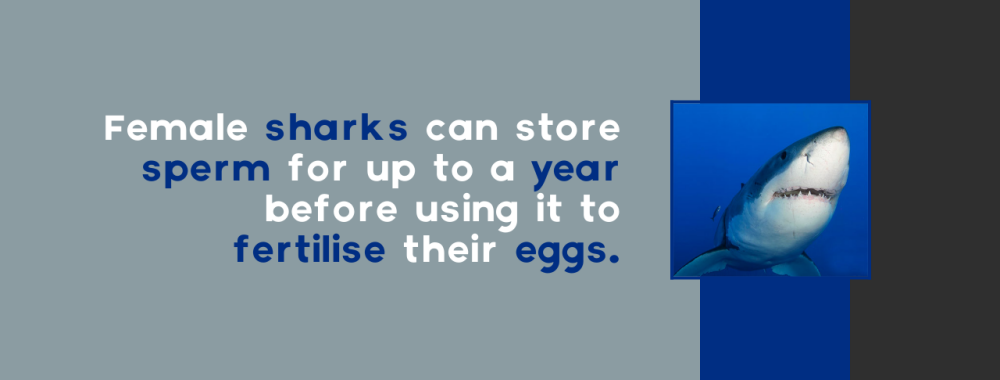 Female sharks can store
sperm for up to a year
before using it to
fertilise their eggs.